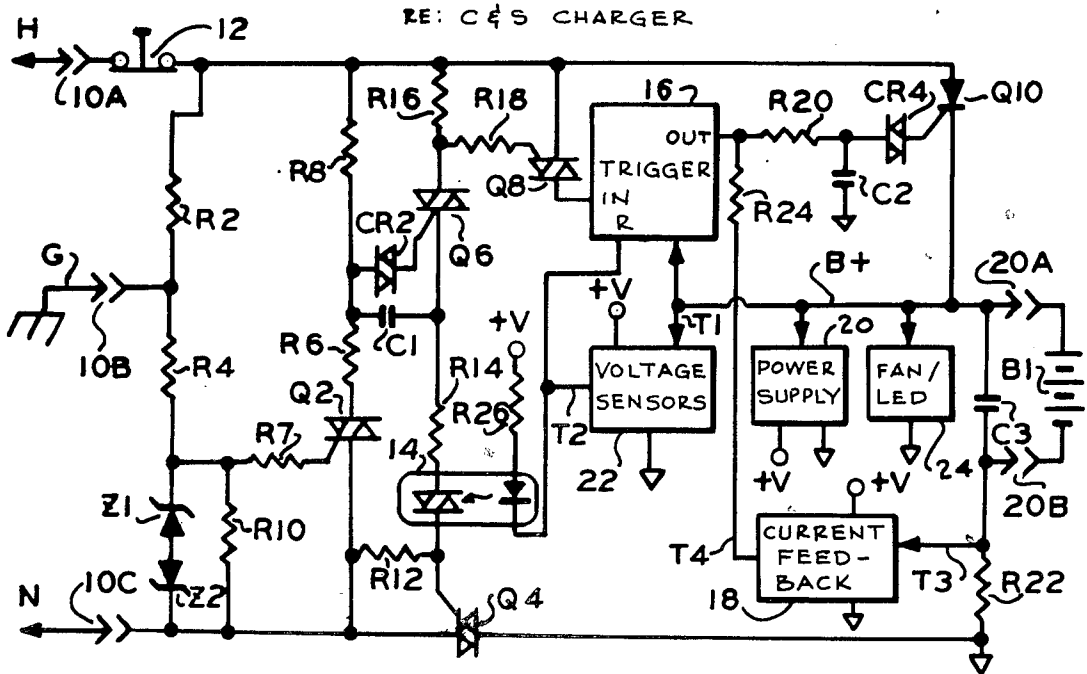 RE: C & S CHARGER
H
12
10A
R16
R18
16
R20
CR4
Q10
OUT
TRIGGER
IN
R
R8
Q8
C2
R2
CR2
Q6
R24
G
B+
20A
+V
T1
C1
+V
20
10B
R4
R6
R14
VOLTAGE
SENSORS
POWER
SUPPLY
FAN/
LED
B1
Q2
R26
T2
C3
R7
14
22
24
+V
20B
Z1
R10
+V
CURRENT
FEED-
BACK
T4
T3
R22
N
10C
Z2
R12
Q4
18